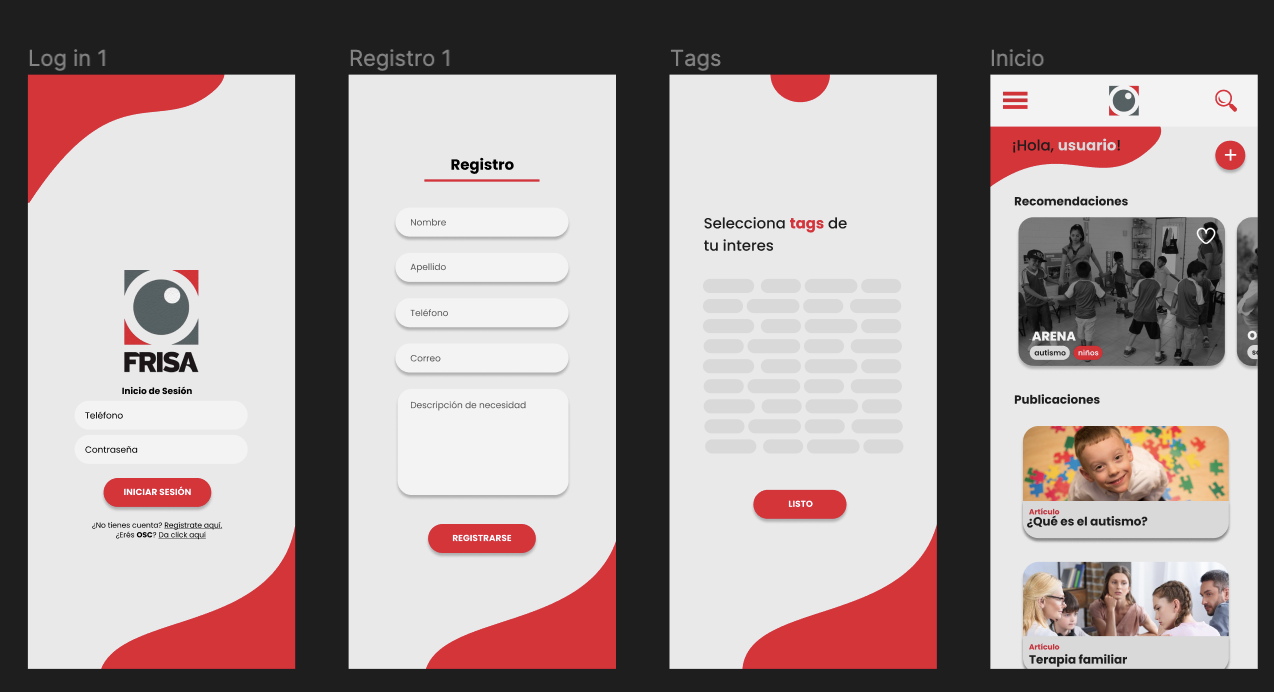 Log in 1
FRISA
Inicio de Sesión
Teléfono
Contraseña
INICIAR SESIÓN
¿No tienes cuenta? Regístrate aquí.
¿Erés OSC? Da click aquí
Registro 1
Registro
Nombre
Apellido
Teléfono
Correo
Descripción de necesidad
REGISTRARSE
Tags
Selecciona tags de
tu interes
LISTO
Inicio
¡Hola, usuario!
+
Recomendaciones
ARENA
autismo niños
O
Publicaciones
Artículo
¿Qué es el autismo?
Artículo
Terapia familiar